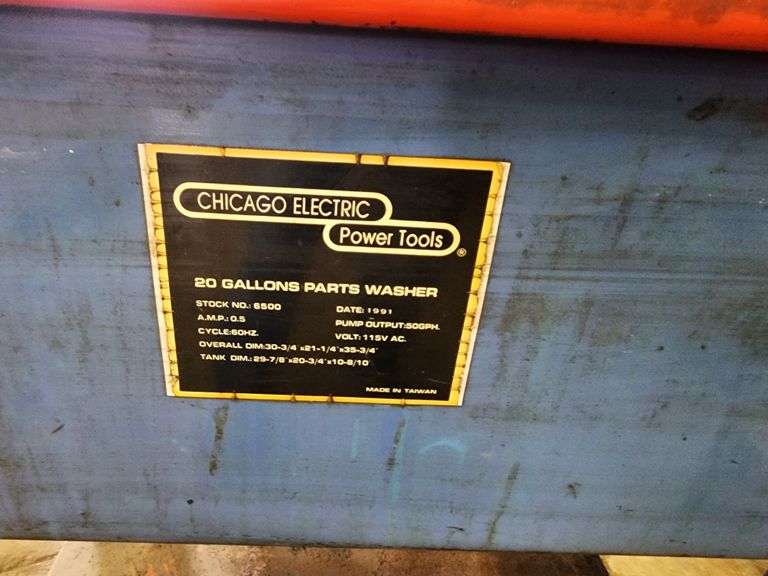 CHICAGO ELECTRIC
Power Tools ®
20 GALLONS PARTS WASHER
STOCK NO.: 6500
DATE: 1991
A.M.P.: 0.5
PUMP OUTPUT:50GPH.
CYCLE:60HZ.
VOLT: 115V AC.
OVERALL DIM:30-3/4"x21-1/4"x35-3/4"
TANK DIM.:29-7/8"x20-3/4"x10-8/10"
MADE IN TAIWAN